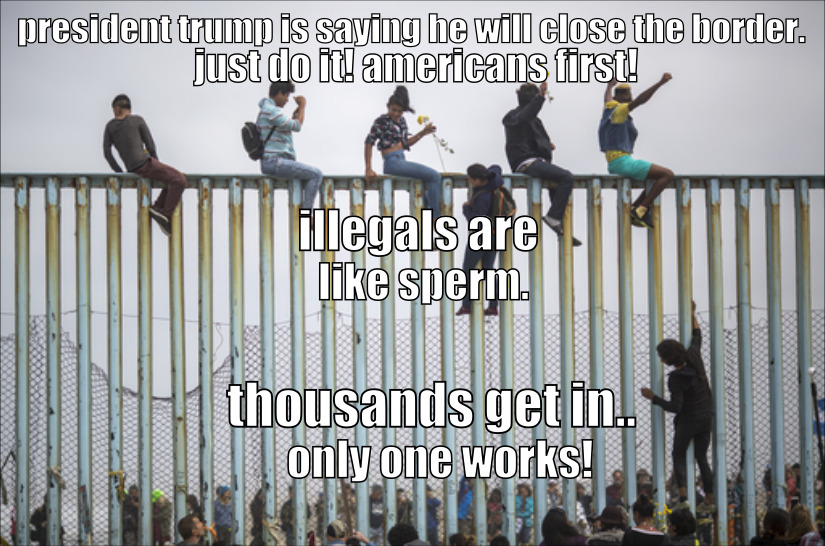 president trump is saying he will close the border.
just do it! americans first!
illegals are
like sperm.
thousands get in..
only one works!